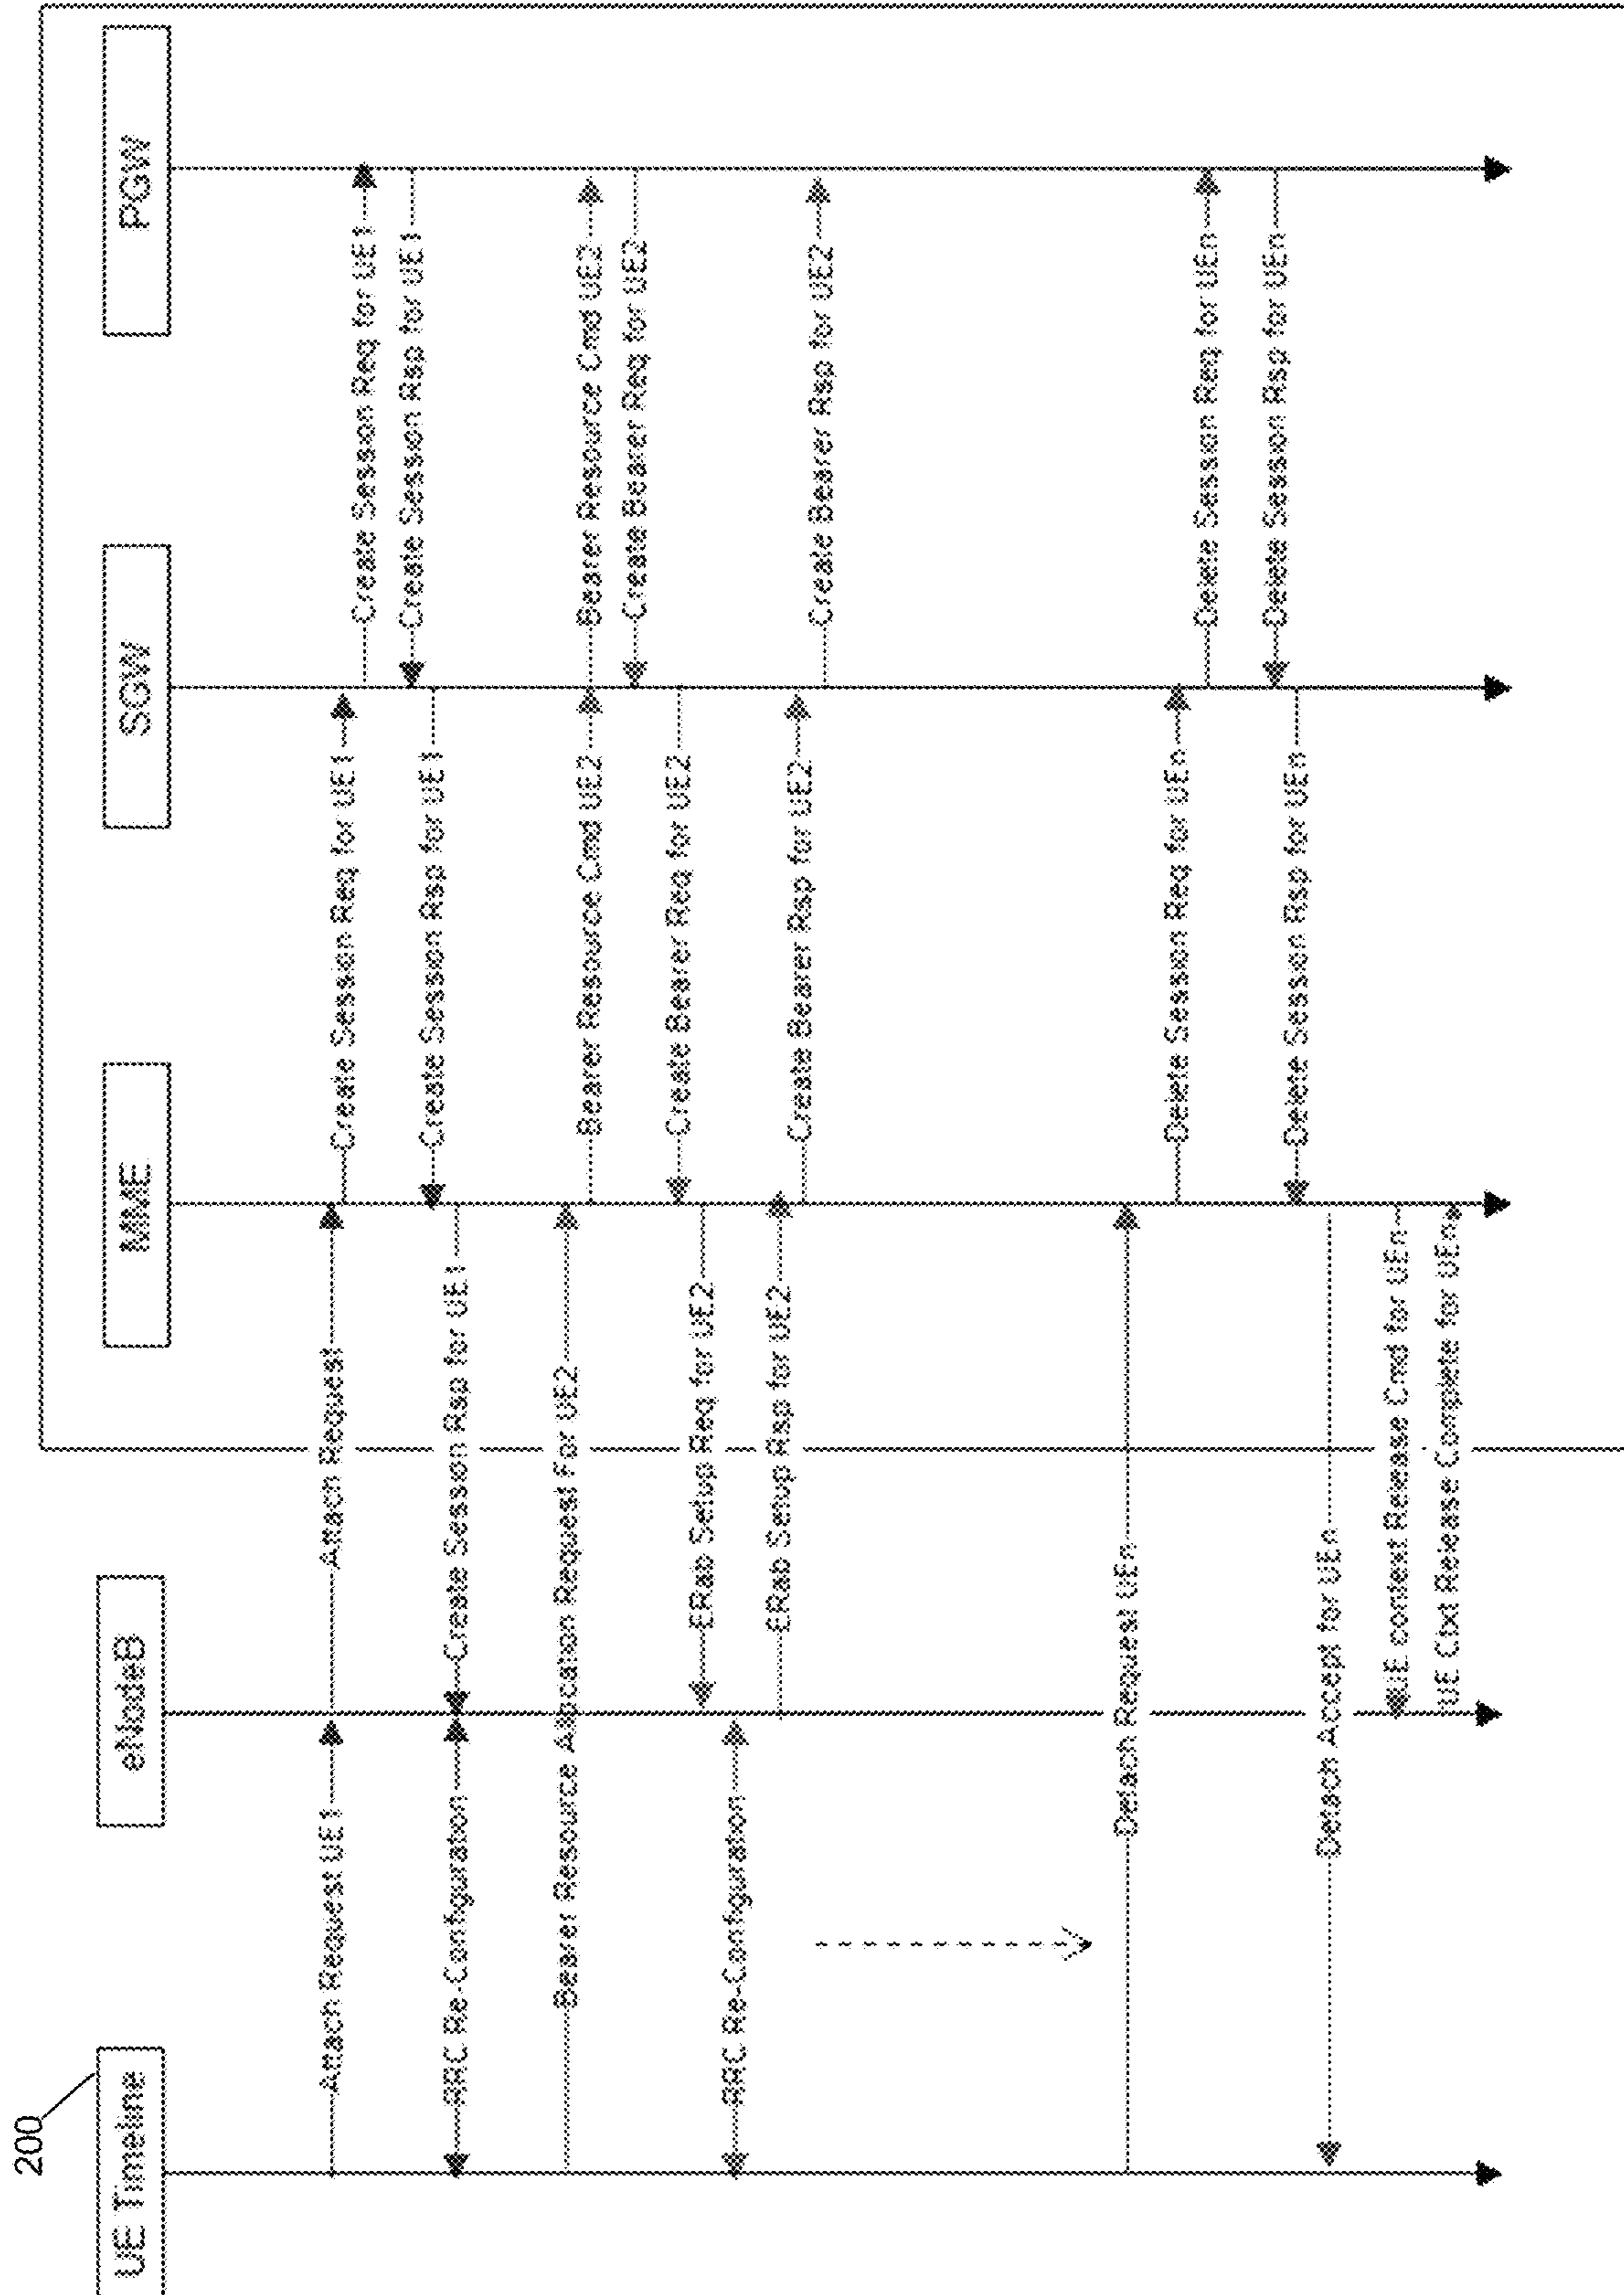 200
UE Timeline
eNodeB
MME
SGW
PGW
Attach Request UE1
Attach Request
Create Session Req for UE1
Create Session Req for UE1
Create Session Rsp for UE1
Create Session Rsp for UE1
Create Session Rsp for UE1
RRC Re-Configuration
Bearer Resource Allocation Request For UE2
Bearer Resource Cmd UE2
Bearer Resource Cmd UE2
Create Bearer Req for UE2
Create Bearer Req for UE2
ERab Setup Req for UE2
RRC Re-Configuration
ERab Setup Rsp for UE2
Create Bearer Rsp for UE2
Create Bearer Rsp for UE2
Detach Request UEn
Delete Session Req for UEn
Delete Session Req for UEn
Delete Session Rsp for UEn
Delete Session Rsp for UEn
Detach Accept for UEn
UE context Release Cmd for UEn
UE Ctxt Release Complete for UEn